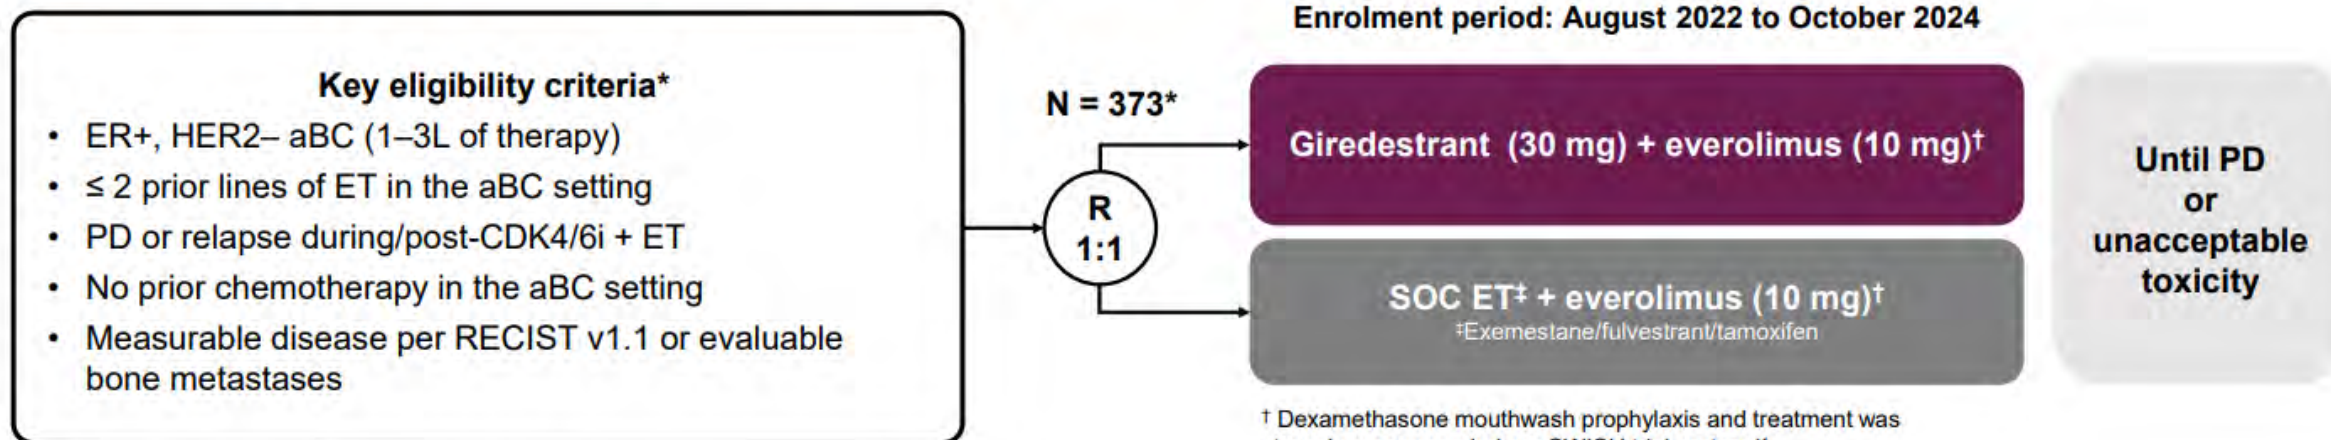 Key eligibility criteria*
• ER+, HER2– aBC (1–3L of therapy)
• ≤ 2 prior lines of ET in the aBC setting
• PD or relapse during/post-CDK4/6i + ET
• No prior chemotherapy in the aBC setting
• Measurable disease per RECIST v1.1 or evaluable
bone metastases
N = 373*
R
1:1
Enrolment period: August 2022 to October 2024
Giredestrant (30 mg) + everolimus (10 mg)†
SOC ET‡ + everolimus (10 mg)†
‡Exemestane/fulvestrant/tamoxifen
Until PD
or
unacceptable
toxicity
† Dexamethasone mouthwash prophylaxis and treatment was